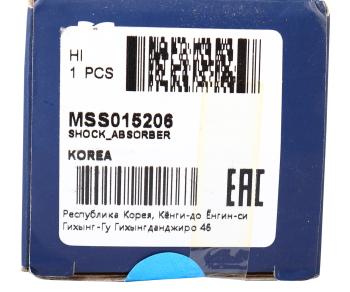 HI
1 PCS
MSS015206
SHOCK_ABSORBER
KOREA
EAC
Республика Корея, Кёнги-до Ёнгин-си
Гихынг-Гу Гихынгданджиро 46